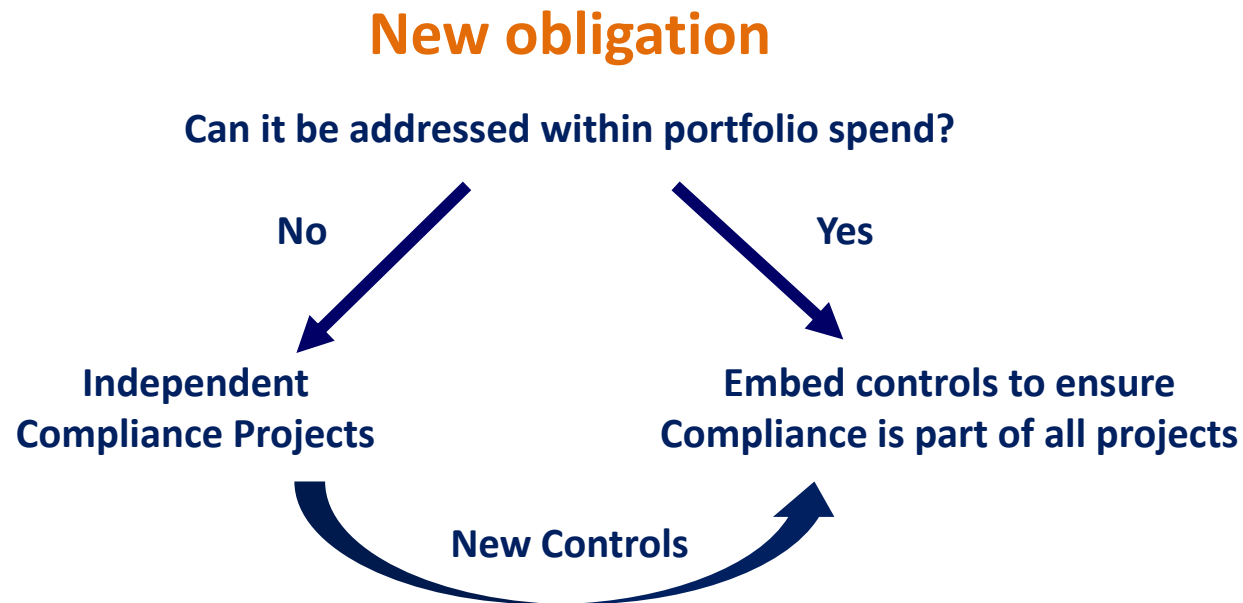 New obligation
Can it be addressed within portfolio spend?
No
Yes
Independent
Compliance Projects
Embed controls to ensure
Compliance is part of all projects
New Controls